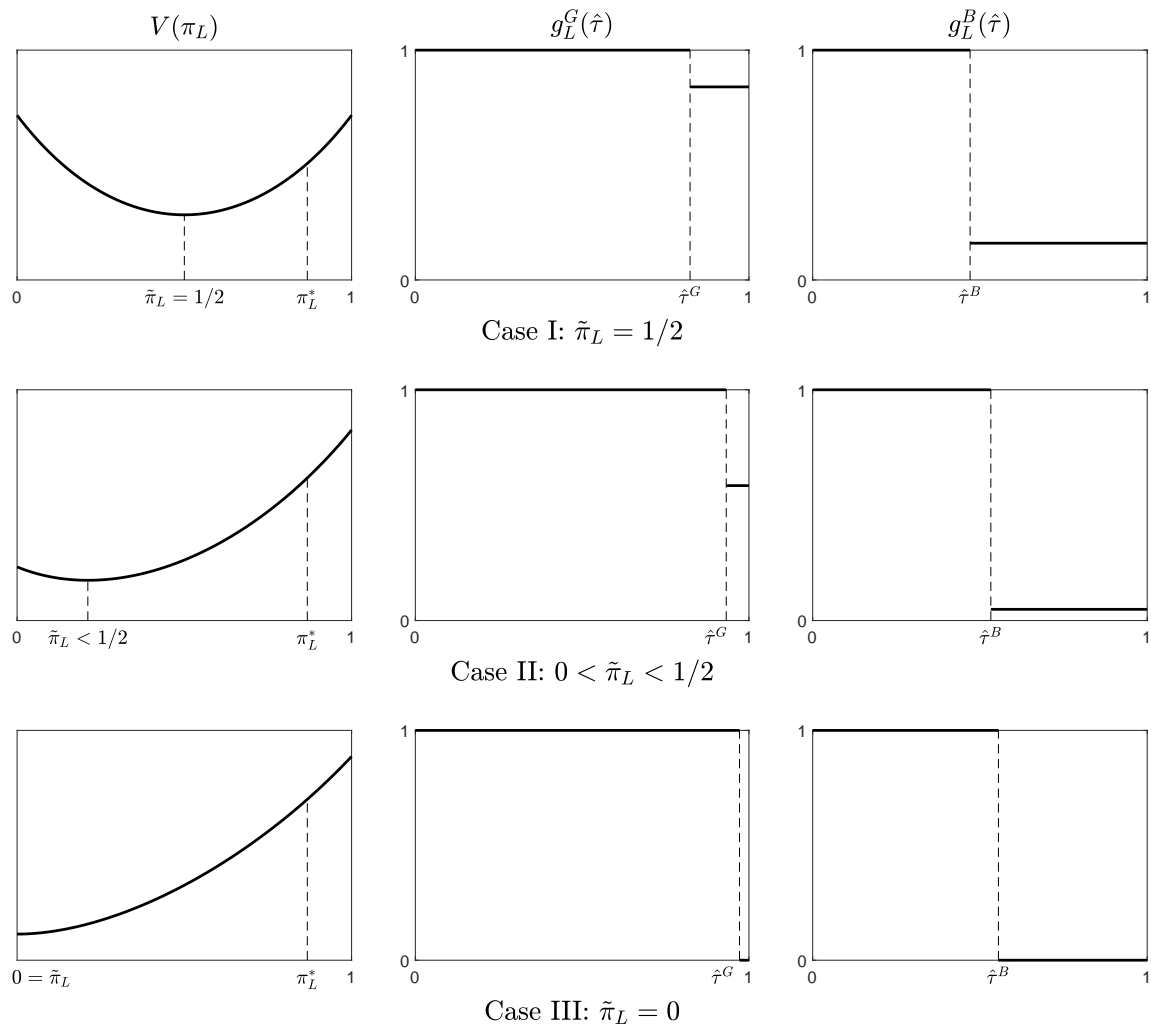 V(π_L) g_L^G(τ̂) g_L^B(τ̂)
1 1
0 0
0 π̃_L = 1/2 π_L^* 1 0 τ̂^G 1 0 τ̂^B 1
Case I: π̃_L = 1/2
1 1
0 0
0 π̃_L < 1/2 π_L^* 1 0 τ̂^G 1 0 τ̂^B 1
Case II: 0 < π̃_L < 1/2
1 1
0 0
0 = π̃_L π_L^* 1 0 τ̂^G 1 0 τ̂^B 1
Case III: π̃_L = 0